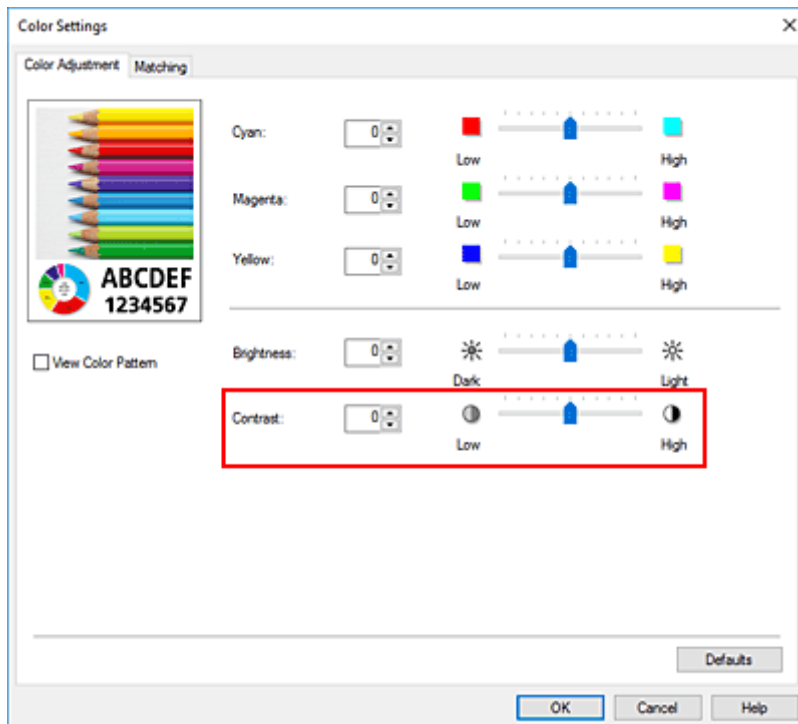 Color Settings
Color Adjustment Matching
Cyan: 0
Low High
Magenta: 0
Low High
Yellow: 0
Low High
ABCDEF
1234567
View Color Pattern
Brightness: 0
Dark Light
Contrast: 0
Low High
Defaults
OK Cancel Help